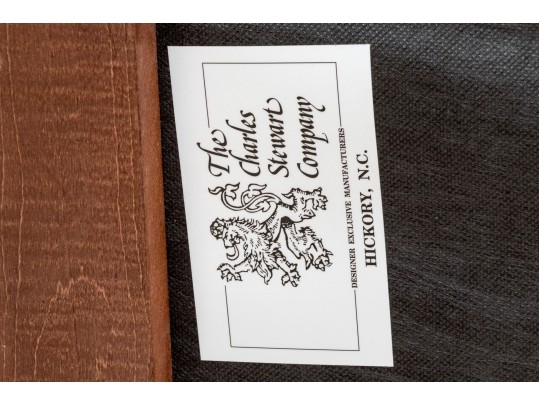 The
Charles
Stewart
Company
DESIGNER EXCLUSIVE MANUFACTURERS
HICKORY, N.C.